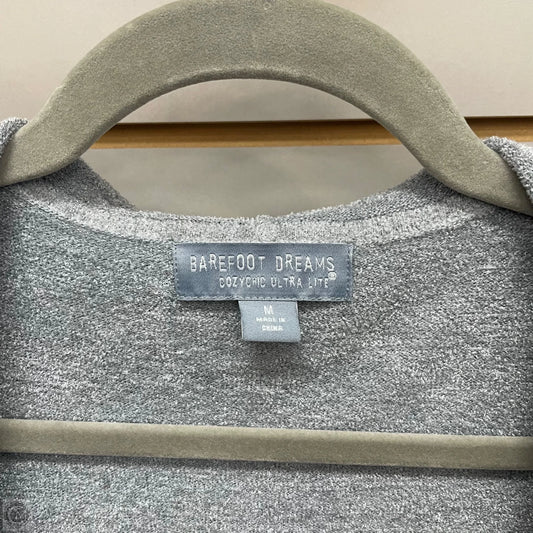 BAREFOOT DREAMS
COZYCHIC ULTRA LITE®
M
MADE IN
CHINA